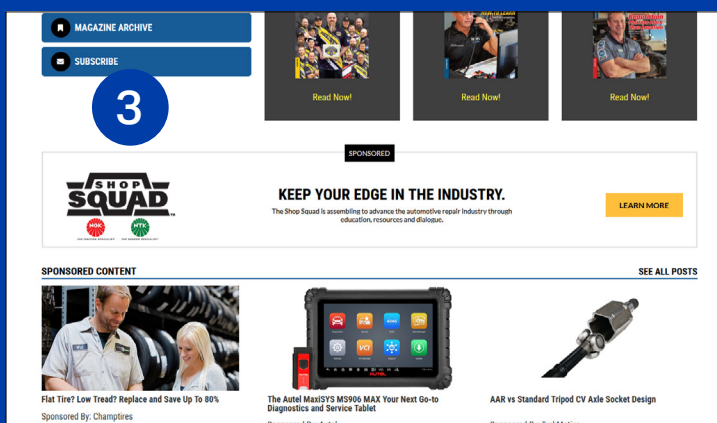 MAGAZINE ARCHIVE
SUBSCRIBE
3
Read Now!
Read Now!
Read Now!
SPONSORED
SHOP
SQUAD
NGK
NTK
KEEP YOUR EDGE IN THE INDUSTRY.
The Shop Squad is assembling to advance the automotive repair industry through
education, resources and dialogue.
LEARN MORE
SPONSORED CONTENT
SEE ALL POSTS
VCI
AUTEL
Flat Tire? Low Tread? Replace and Save Up To 80%
Sponsored By: Champtires
The Autel MaxiSYS MS906 MAX Your Next Go-to
Diagnostics and Service Tablet
AAR vs Standard Tripod CV Axle Socket Design